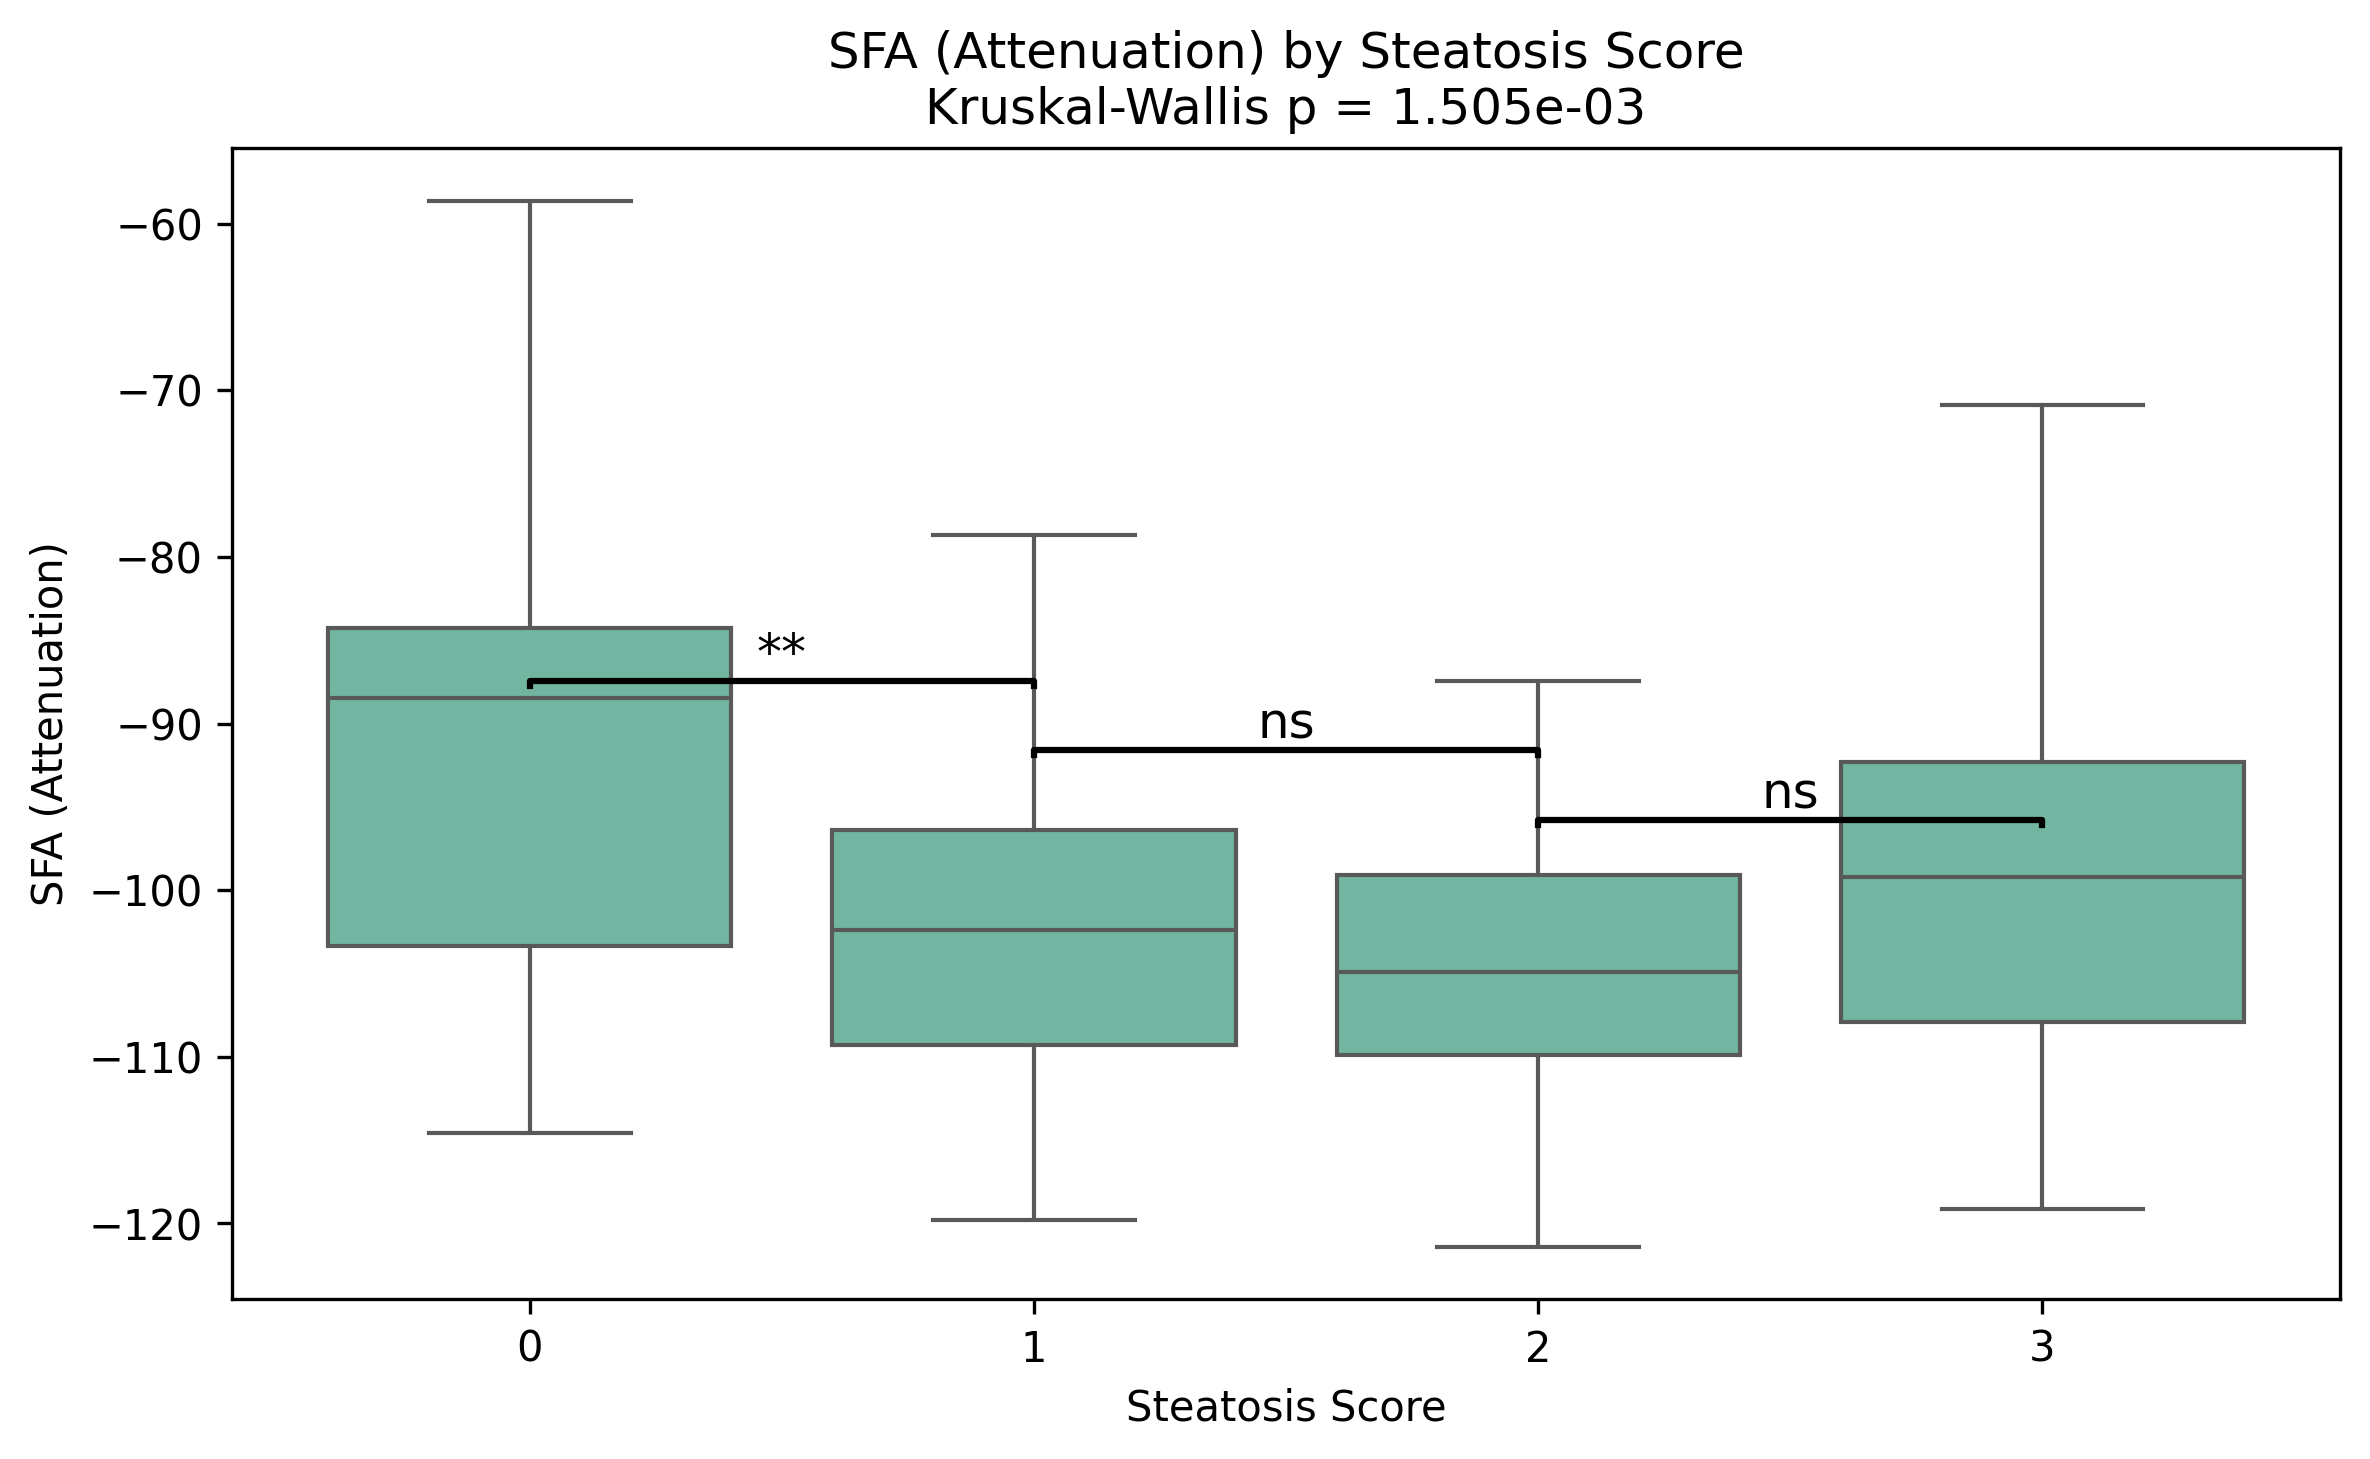 SFA (Attenuation) by Steatosis Score
Kruskal-Wallis p = 1.505e-03
SFA (Attenuation)
−60
−70
−80
−90
−100
−110
−120
**
ns
ns
0 1 2 3
Steatosis Score